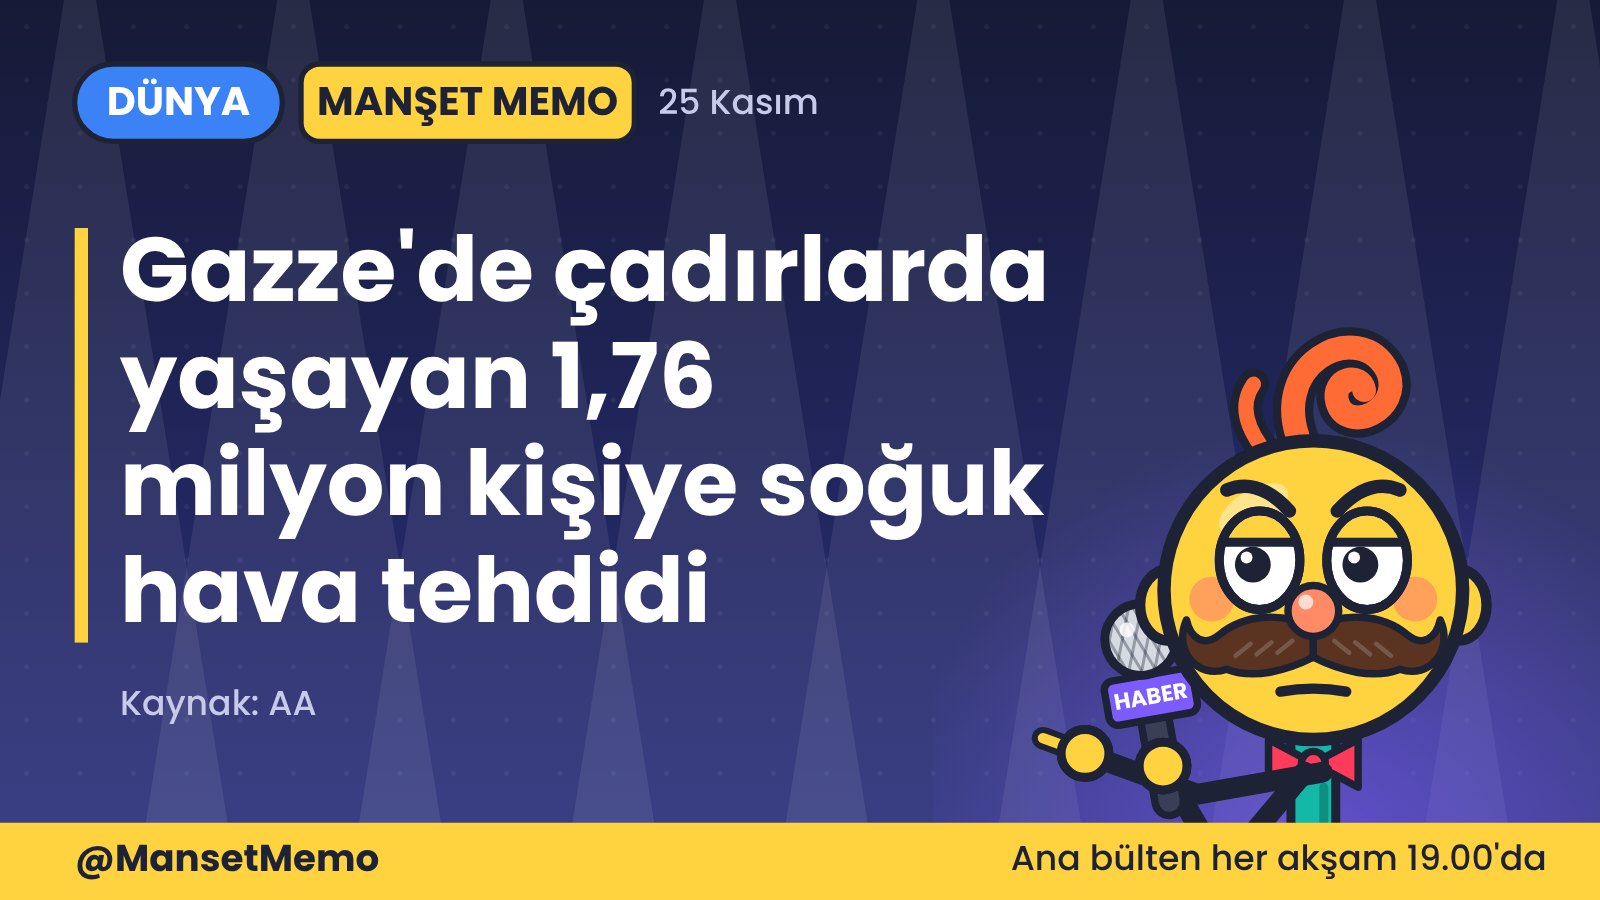 DÜNYA MANŞET MEMO 25 Kasım
Gazze'de çadırlarda
yaşayan 1,76
milyon kişiye soğuk
hava tehdidi
Kaynak: AA
HABER
@MansetMemo Ana bülten her akşam 19.00'da